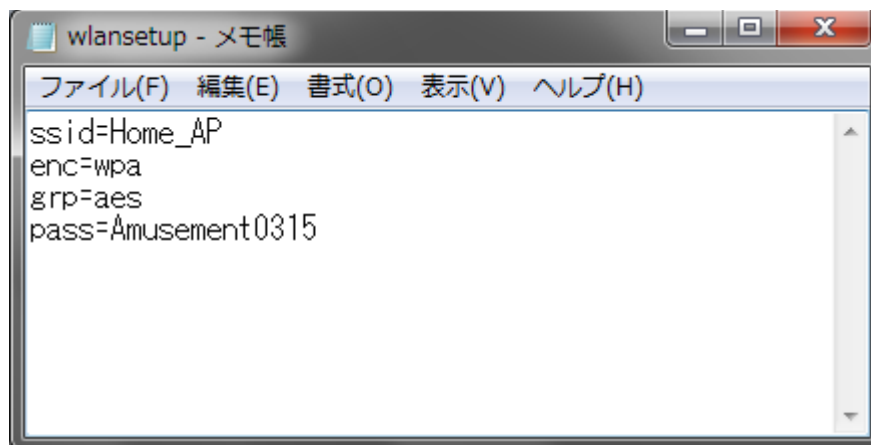 wlansetup - メモ帳
ファイル(F) 編集(E) 書式(O) 表示(V) ヘルプ(H)
ssid=Home_AP
enc=wpa
grp=aes
pass=Amusement0315